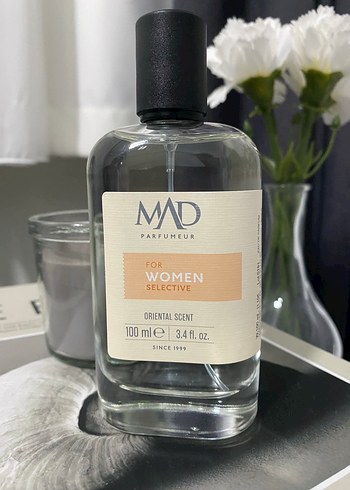 MAD
PARFUMEUR
FOR
WOMEN
SELECTIVE
ORIENTAL SCENT
100 ml ℮ 3.4 fl. oz.
SINCE 1999